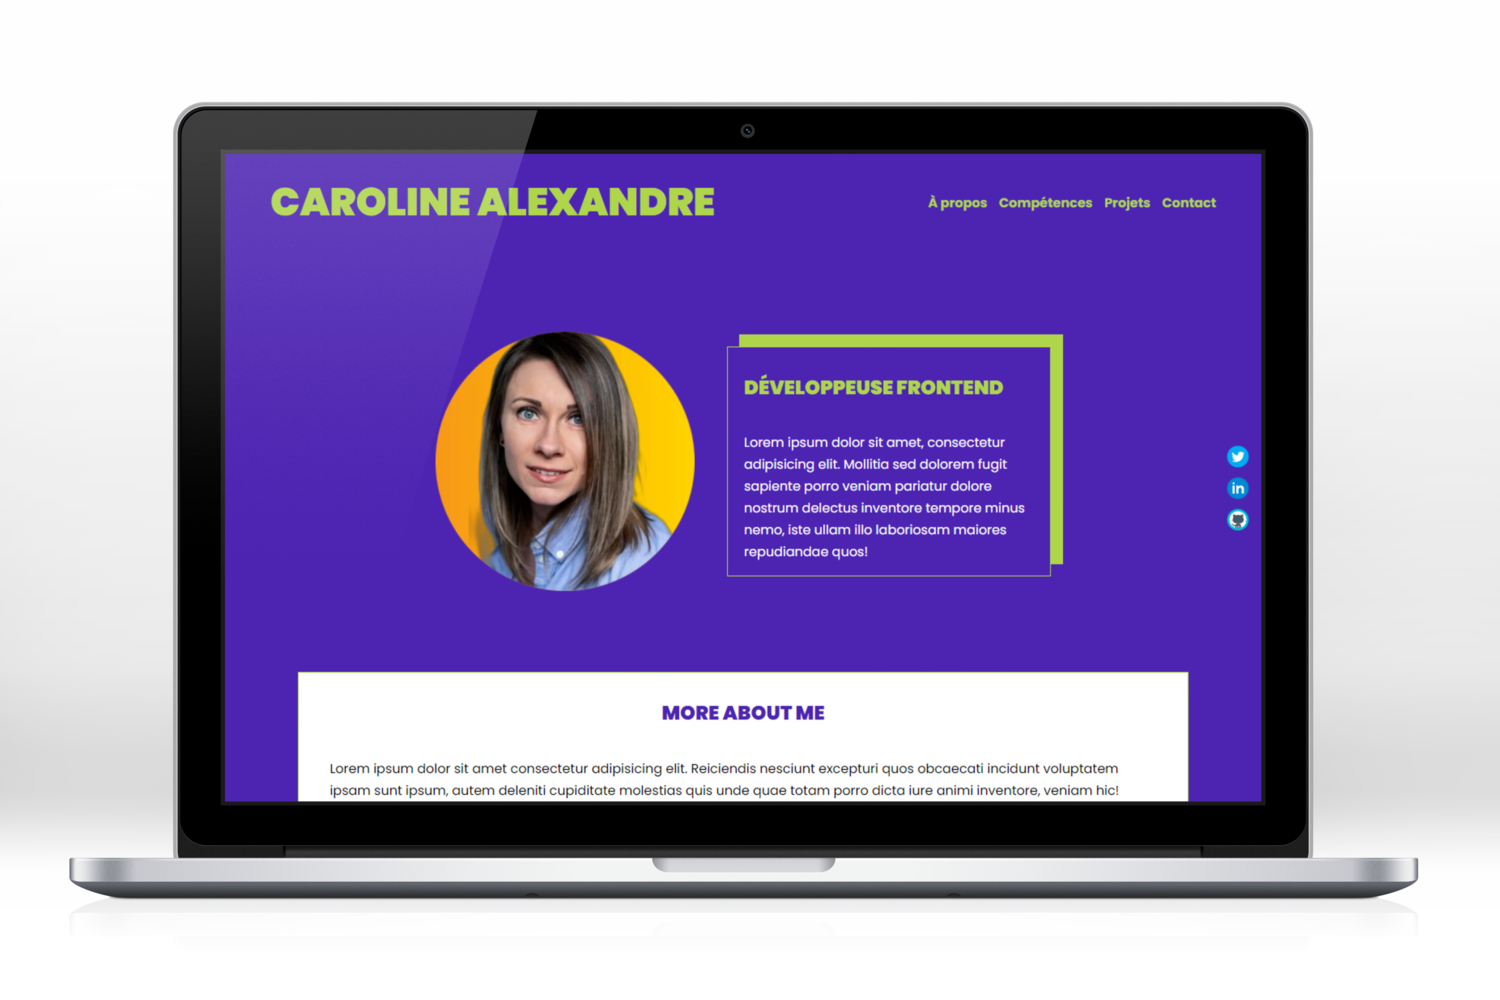 CAROLINE ALEXANDRE
À propos Compétences Projets Contact
DÉVELOPPEUSE FRONTEND
Lorem ipsum dolor sit amet, consectetur
adipisicing elit. Mollitia sed dolorem fugit
sapiente porro veniam pariatur dolore
nostrum delectus inventore tempore minus
nemo, iste ullam illo laboriosam maiores
repudiandae quos!
in
MORE ABOUT ME
Lorem ipsum dolor sit amet consectetur adipisicing elit. Reiciendis nesciunt excepturi quos obcaecati incidunt voluptatem
ipsam sunt ipsum, autem deleniti cupiditate molestias quis unde quae totam porro dicta iure animi inventore, veniam hic!